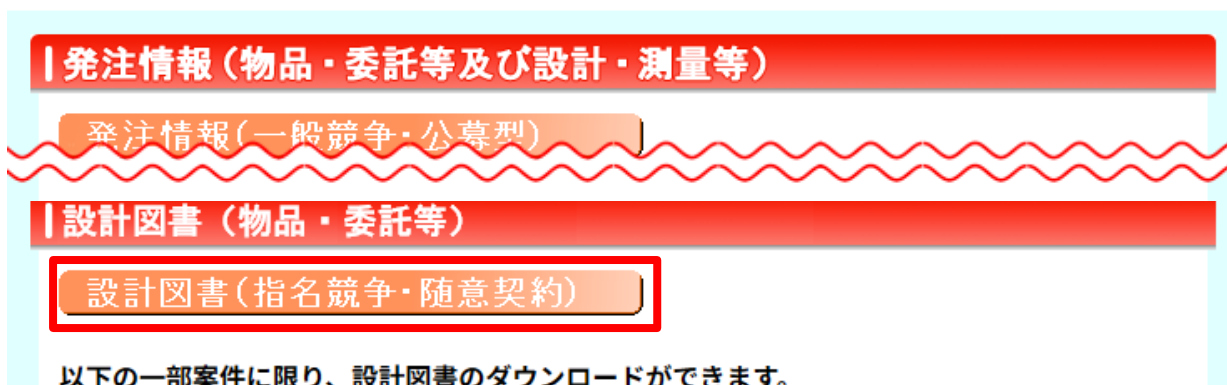 発注情報(物品・委託等及び設計・測量等)
発注情報(一般競争・公募型)
設計図書(物品・委託等)
設計図書(指名競争・随意契約)
以下の一部案件に限り、設計図書のダウンロードができます。